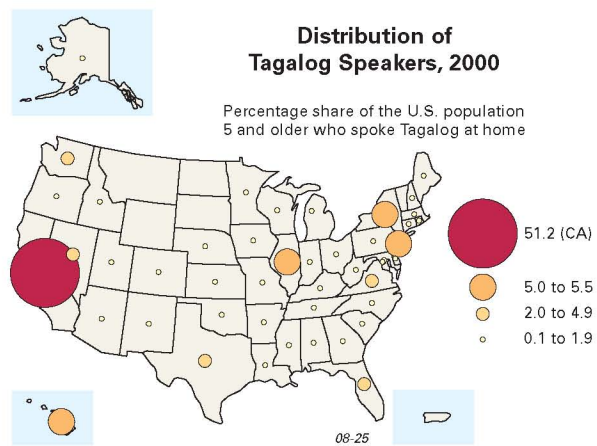 Distribution of
Tagalog Speakers, 2000
Percentage share of the U.S. population
5 and older who spoke Tagalog at home
51.2 (CA)
5.0 to 5.5
2.0 to 4.9
0.1 to 1.9
08-25